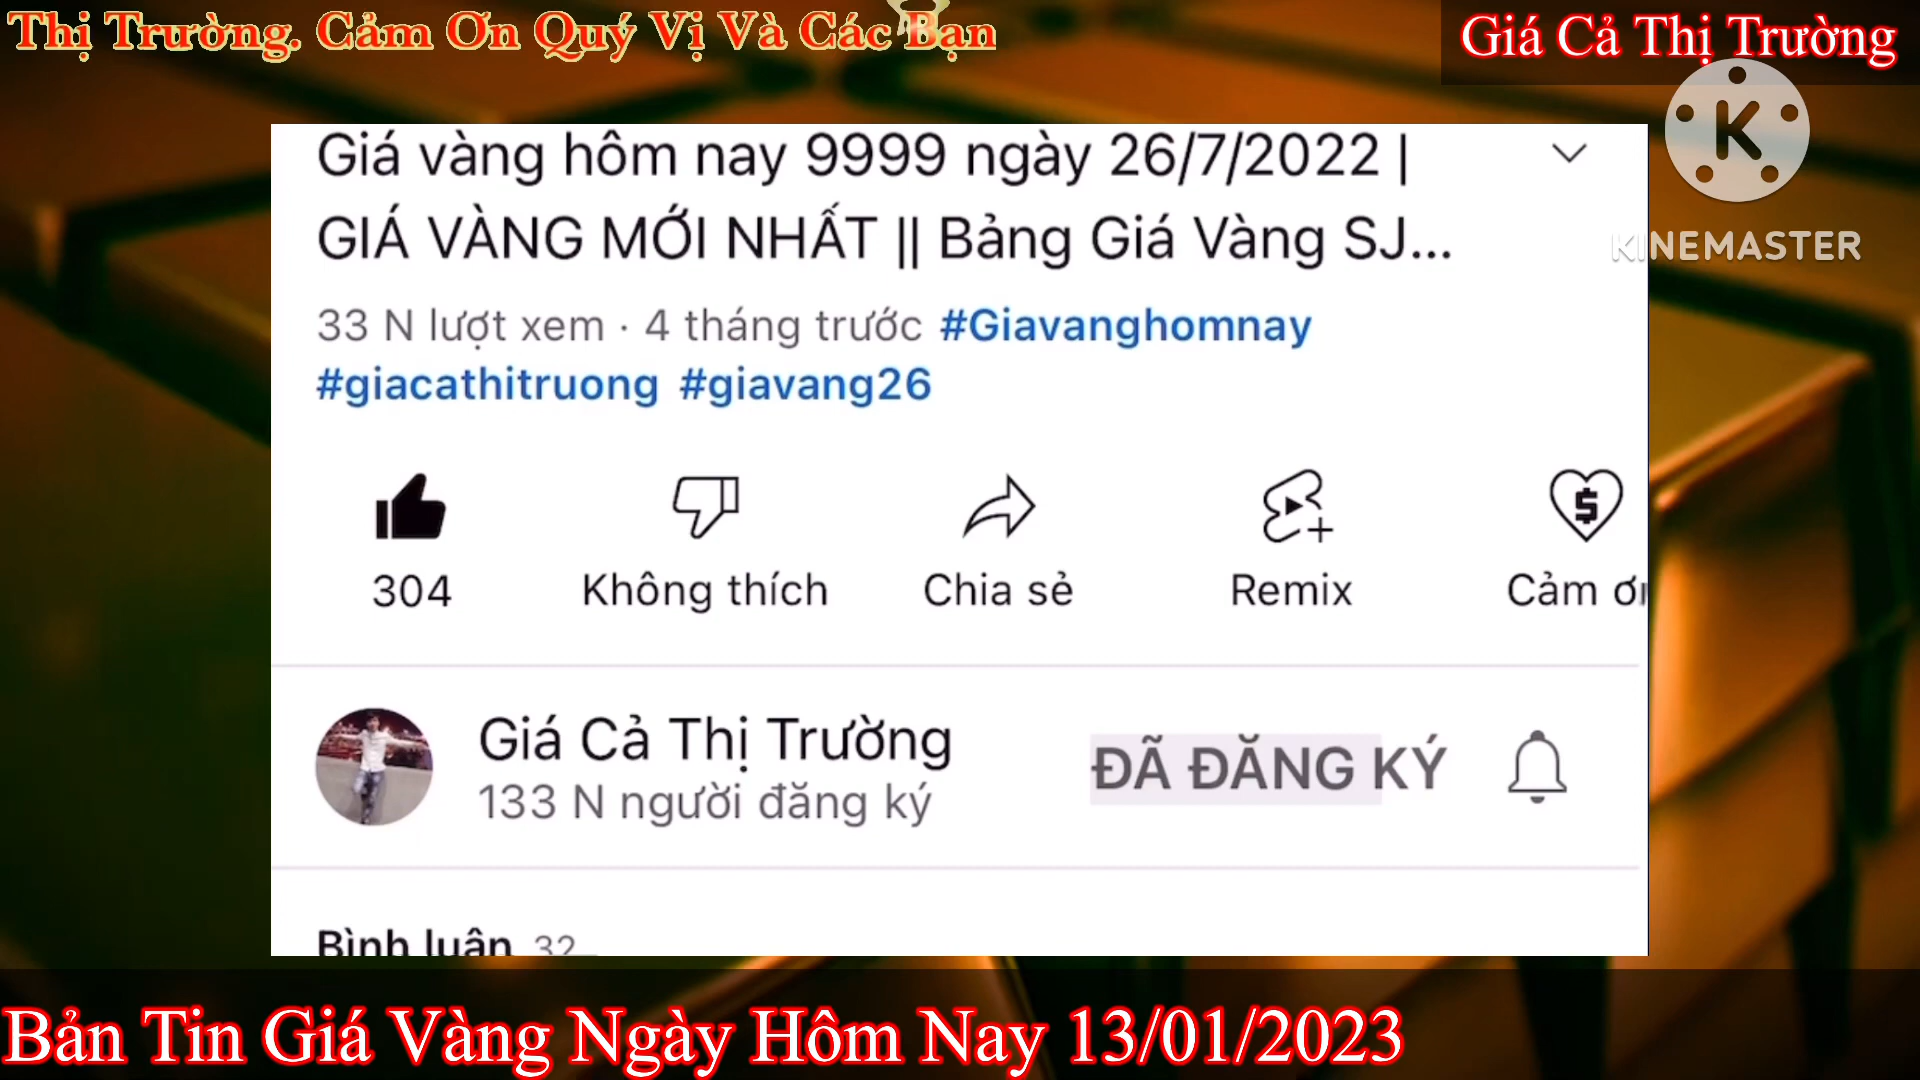 Thị Trường. Cảm Ơn Quý Vị Và Các Bạn
Giá Cả Thị Trường
KINEMASTER
Giá vàng hôm nay 9999 ngày 26/7/2022 |
GIÁ VÀNG MỚI NHẤT || Bảng Giá Vàng SJ...
33 N lượt xem · 4 tháng trước #Giavanghomnay
#giacathitruong #giavang26
304 Không thích Chia sẻ Remix Cảm ơn
Giá Cả Thị Trường
133 N người đăng ký
ĐÃ ĐĂNG KÝ
Bình luận 32
Bản Tin Giá Vàng Ngày Hôm Nay 13/01/2023